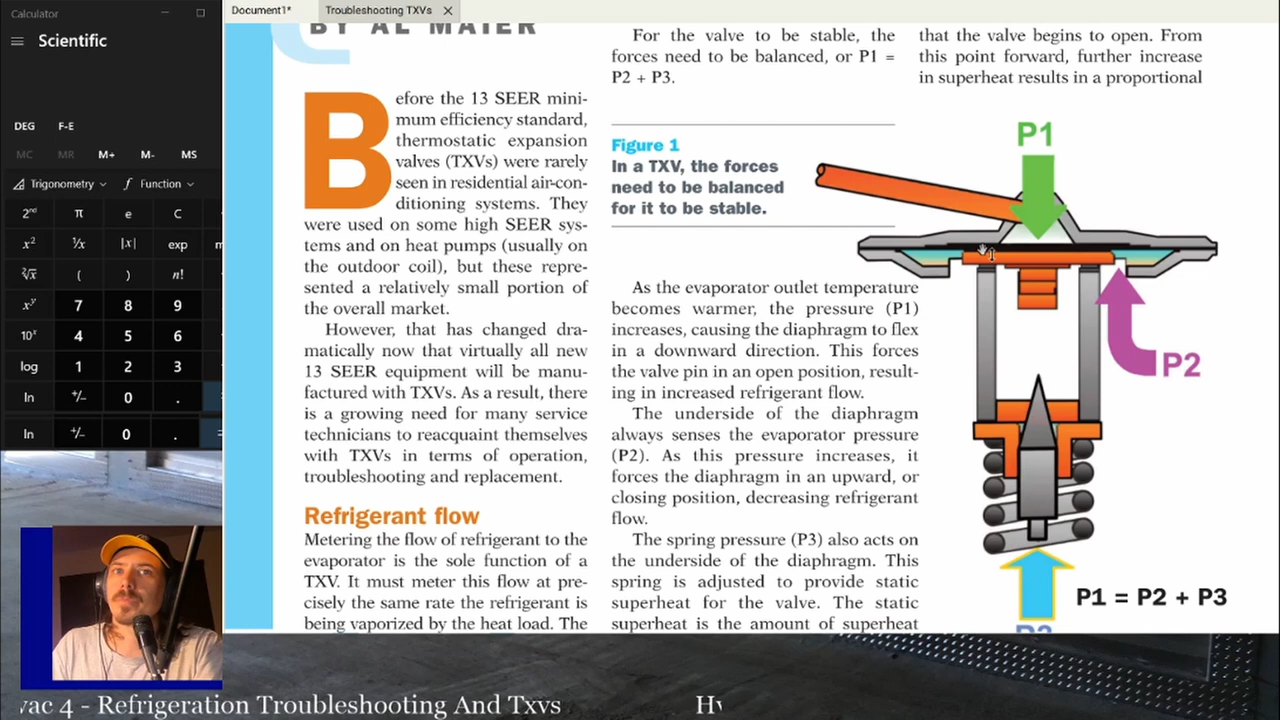 Calculator
Scientific
DEG F-E
MC MR M+ M- MS
Trigonometry Function
2nd π e C
x² ¹/x |x| exp
²√x ( ) n!
xʸ 7 8 9
10ˣ 4 5 6
log 1 2 3
ln +/- 0 .
ln +/- 0 .
Document1* Troubleshooting TXVs
BY AL MAIER
Before the 13 SEER mini-
mum efficiency standard,
thermostatic expansion
valves (TXVs) were rarely
seen in residential air-con-
ditioning systems. They
were used on some high SEER sys-
tems and on heat pumps (usually on
the outdoor coil), but these repre-
sented a relatively small portion of
the overall market.
However, that has changed dra-
matically now that virtually all new
13 SEER equipment will be manu-
factured with TXVs. As a result, there
is a growing need for many service
technicians to reacquaint themselves
with TXVs in terms of operation,
troubleshooting and replacement.
Refrigerant flow
Metering the flow of refrigerant to the
evaporator is the sole function of a
TXV. It must meter this flow at pre-
cisely the same rate the refrigerant is
being vaporized by the heat load. The
For the valve to be stable, the
forces need to be balanced, or P1 =
P2 + P3.
Figure 1
In a TXV, the forces
need to be balanced
for it to be stable.
As the evaporator outlet temperature
becomes warmer, the pressure (P1)
increases, causing the diaphragm to flex
in a downward direction. This forces
the valve pin in an open position, result-
ing in increased refrigerant flow.
The underside of the diaphragm
always senses the evaporator pressure
(P2). As this pressure increases, it
forces the diaphragm in an upward, or
closing position, decreasing refrigerant
flow.
The spring pressure (P3) also acts on
the underside of the diaphragm. This
spring is adjusted to provide static
superheat for the valve. The static
superheat is the amount of superheat
that the valve begins to open. From
this point forward, further increase
in superheat results in a proportional
P1
P2
P1 = P2 + P3
P3
vac 4 - Refrigeration Troubleshooting And Txvs Hv